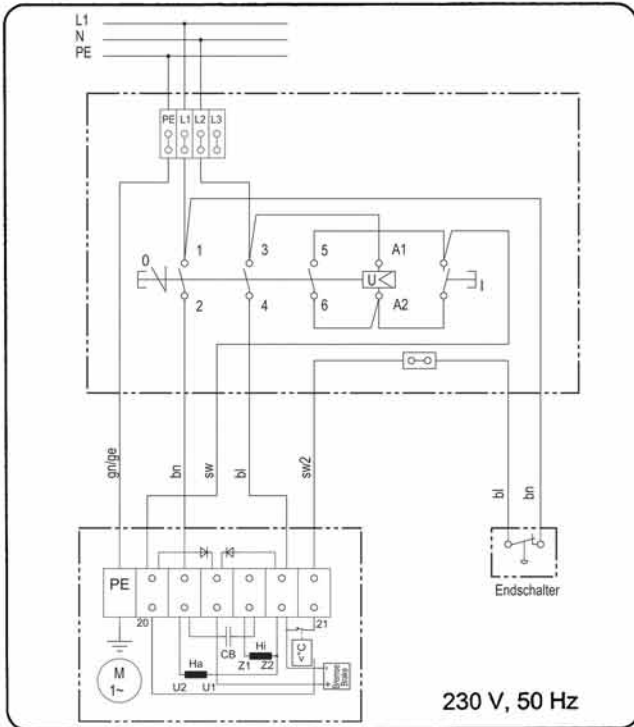 L1
N
PE
PE L1 L2 L3
0 1 3 5 A1
U< I
2 4 6 A2
gn/ge bn sw bl sw2 bl bn
Endschalter
PE
20 21
CB Hi <°C
Ha Z1 Z2
M
1~
U2 U1
- +
Bremse
Brake
230 V, 50 Hz